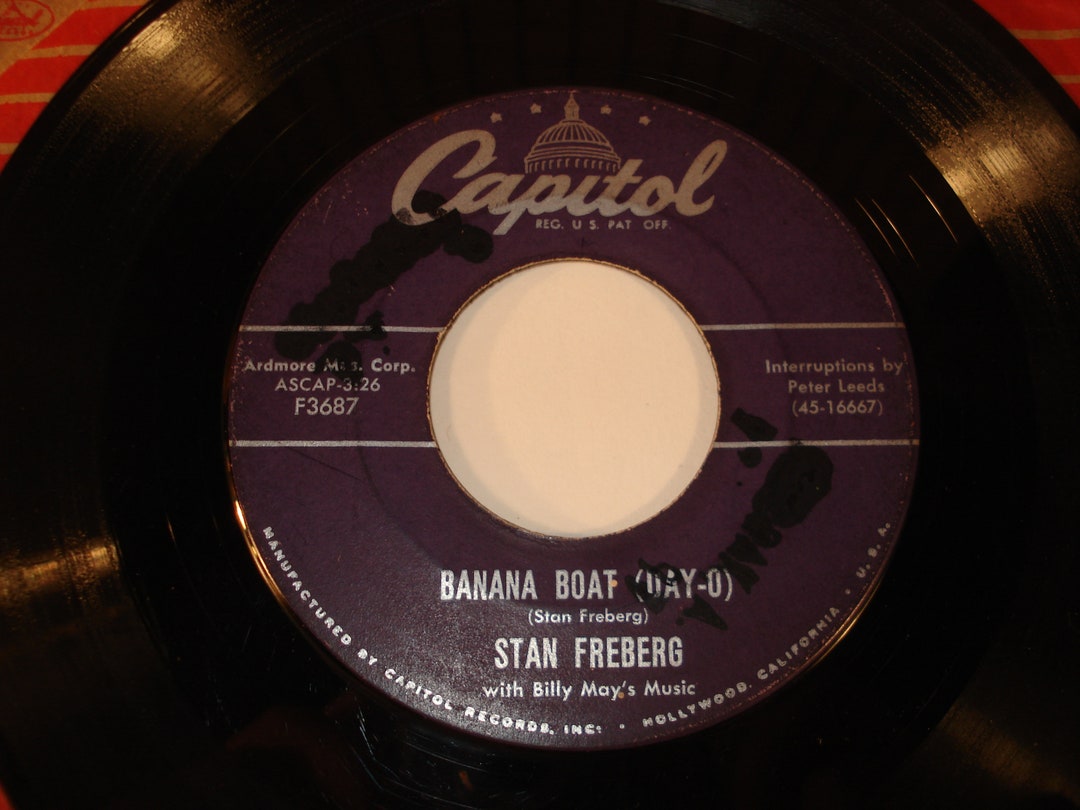 Capitol
REG. U.S. PAT. OFF.
Ardmore Mus. Corp.
ASCAP-3:26
F3687
Interruptions by
Peter Leeds
(45-16667)
BANANA BOAT (DAY-O)
(Stan Freberg)
STAN FREBERG
with Billy May's Music
MANUFACTURED BY CAPITOL RECORDS, INC. • HOLLYWOOD, CALIFORNIA U.S.A.